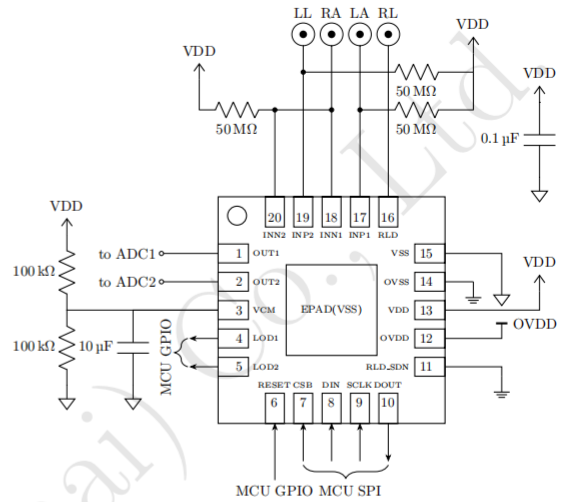 LL RA LA RL
VDD
VDD
VDD
50 MΩ
50 MΩ
50 MΩ
0.1 μF
20 19 18 17 16
INN2 INP2 INN1 INP1 RLD
VDD
to ADC1 1 OUT1
VSS 15
VDD
100 kΩ
to ADC2 2 OUT2
OVSS 14
3 VCM
EPAD(VSS)
VDD 13
100 kΩ
10 μF
MCU GPIO
4 LOD1
OVDD 12
OVDD
5 LOD2
RLD_SDN 11
RESET CSB DIN SCLK DOUT
6 7 8 9 10
MCU GPIO MCU SPI
ai) Co., Ltd.